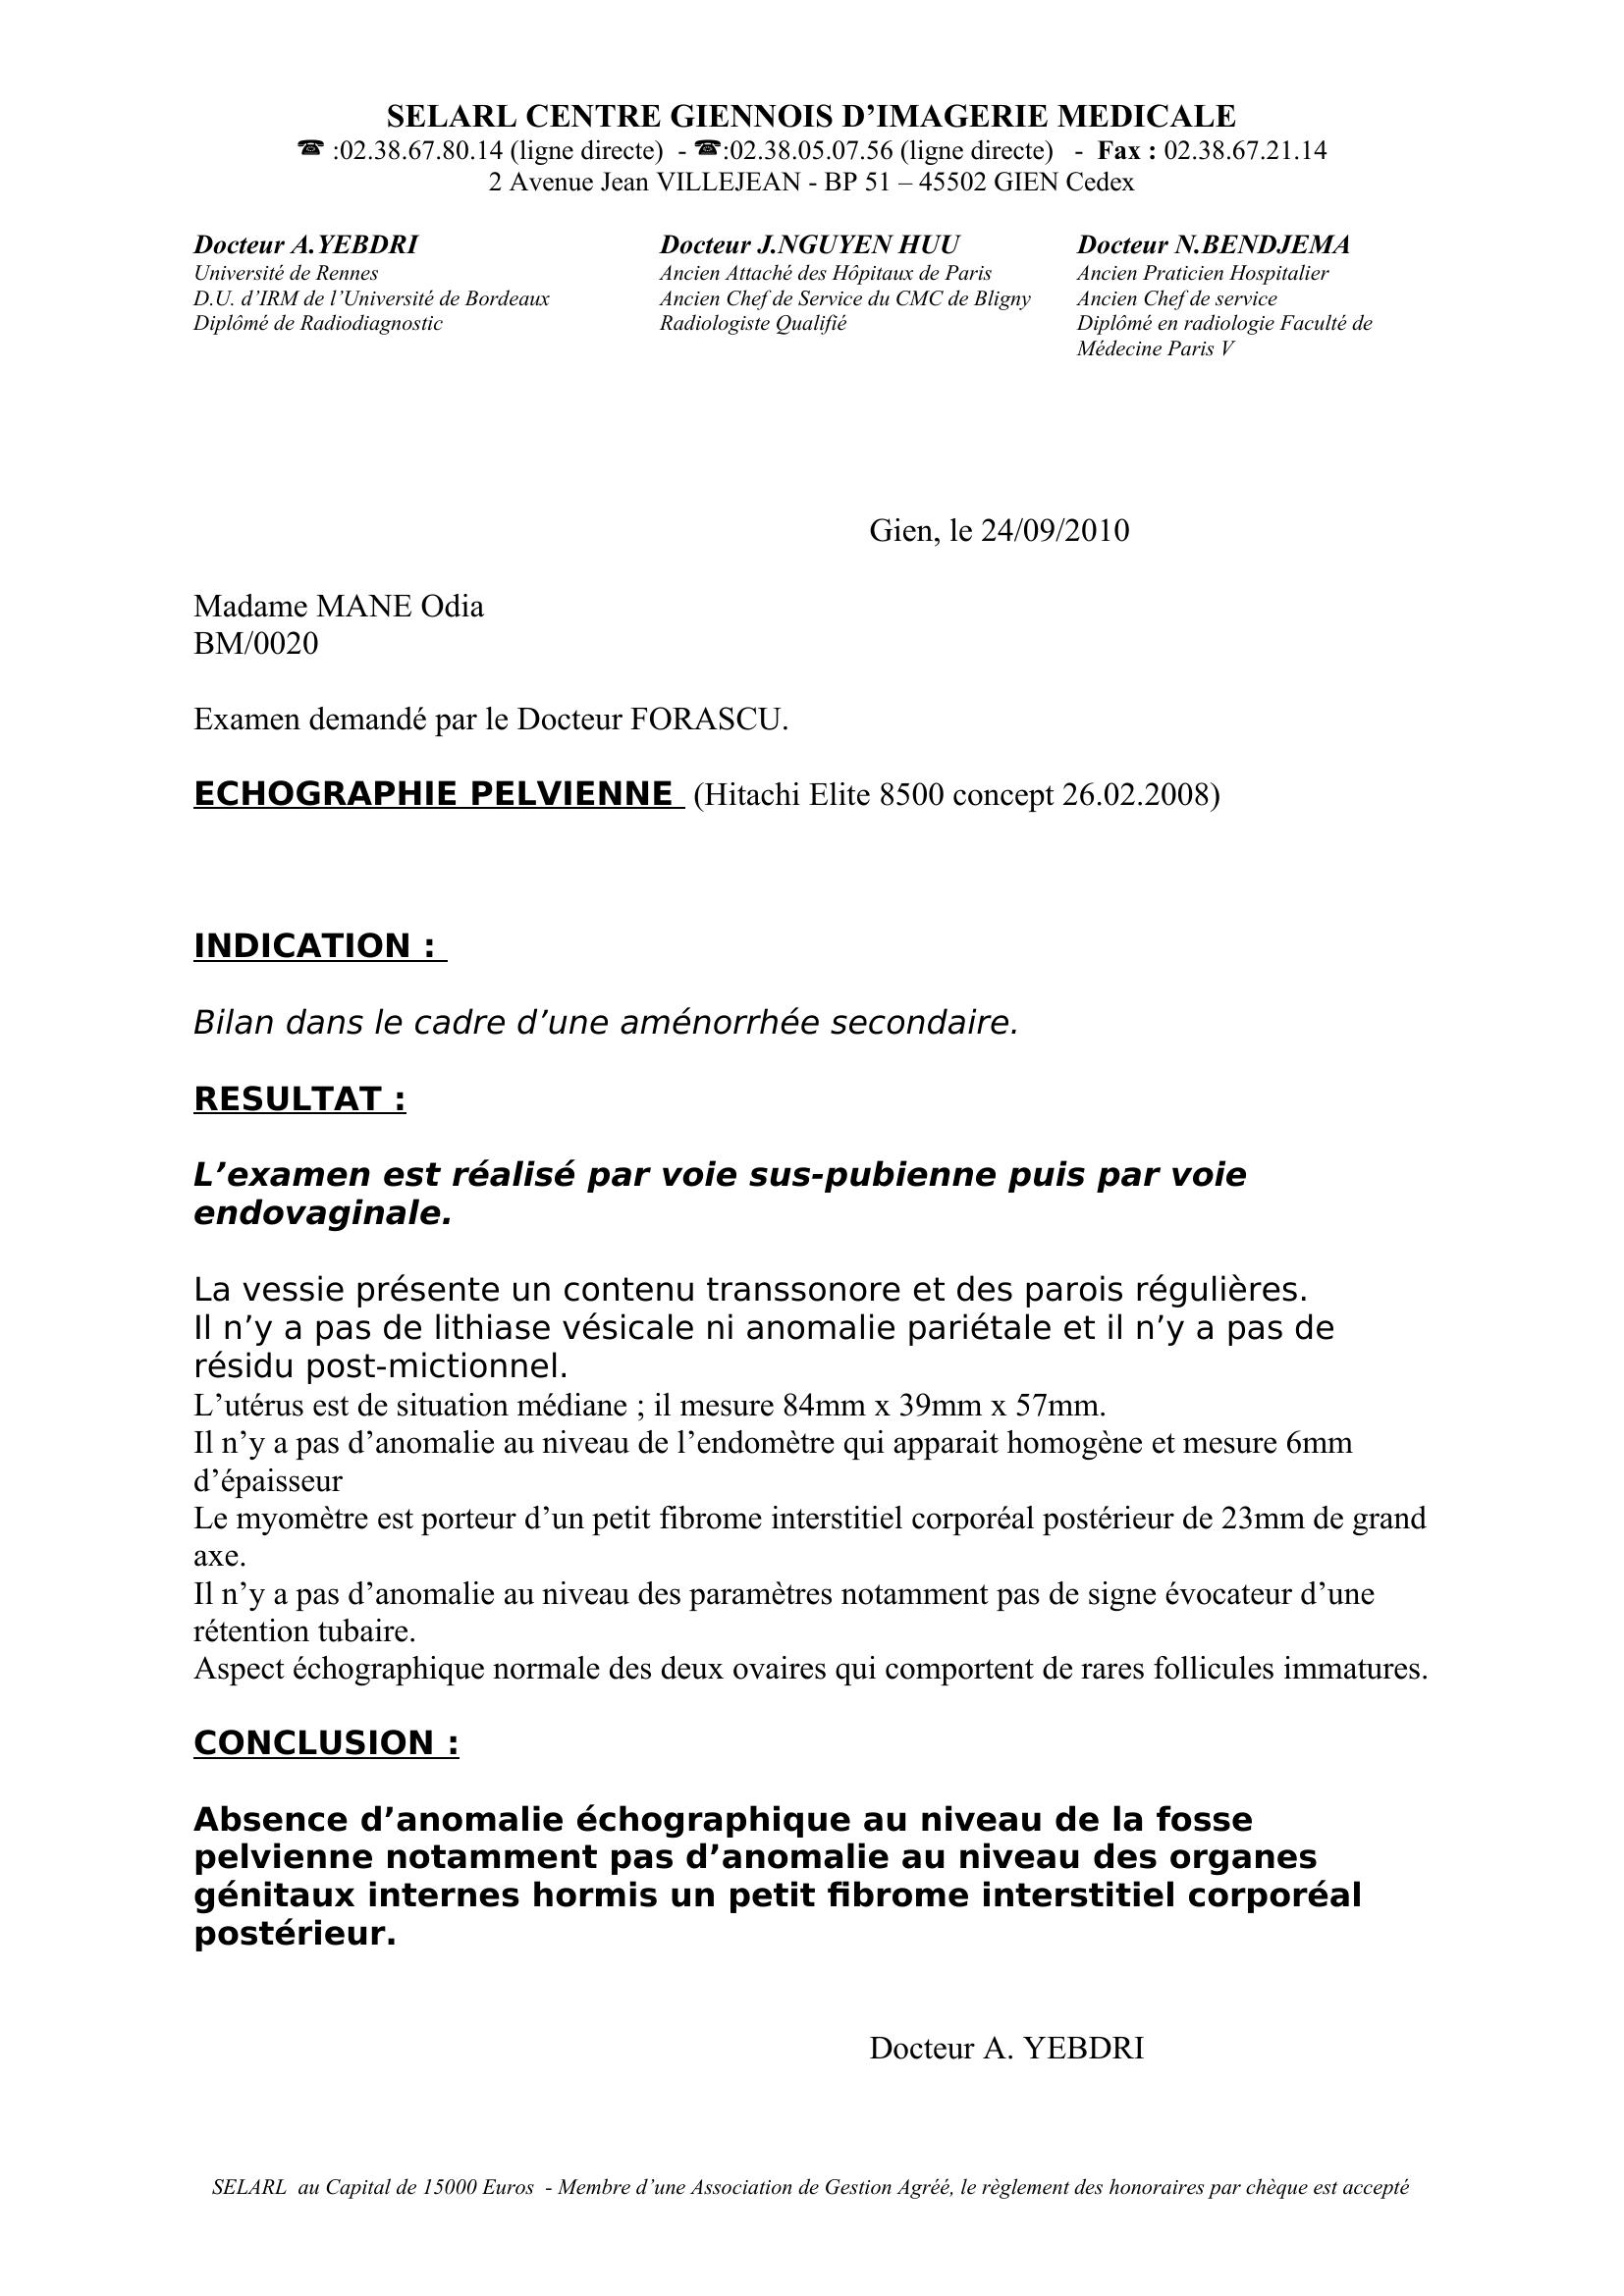 SELARL CENTRE GIENNOIS D’IMAGERIE MEDICALE
☎ :02.38.67.80.14 (ligne directe) - ☎:02.38.05.07.56 (ligne directe) - Fax : 02.38.67.21.14
2 Avenue Jean VILLEJEAN - BP 51 – 45502 GIEN Cedex
Docteur A.YEBDRI
Université de Rennes
D.U. d’IRM de l’Université de Bordeaux
Diplômé de Radiodiagnostic
Docteur J.NGUYEN HUU
Ancien Attaché des Hôpitaux de Paris
Ancien Chef de Service du CMC de Bligny
Radiologiste Qualifié
Docteur N.BENDJEMA
Ancien Praticien Hospitalier
Ancien Chef de service
Diplômé en radiologie Faculté de
Médecine Paris V
Gien, le 24/09/2010
Madame MANE Odia
BM/0020
Examen demandé par le Docteur FORASCU.
ECHOGRAPHIE PELVIENNE (Hitachi Elite 8500 concept 26.02.2008)
INDICATION :
Bilan dans le cadre d’une aménorrhée secondaire.
RESULTAT :
L’examen est réalisé par voie sus-pubienne puis par voie
endovaginale.
La vessie présente un contenu transsonore et des parois régulières.
Il n’y a pas de lithiase vésicale ni anomalie pariétale et il n’y a pas de
résidu post-mictionnel.
L’utérus est de situation médiane ; il mesure 84mm x 39mm x 57mm.
Il n’y a pas d’anomalie au niveau de l’endomètre qui apparait homogène et mesure 6mm
d’épaisseur
Le myomètre est porteur d’un petit fibrome interstitiel corporéal postérieur de 23mm de grand
axe.
Il n’y a pas d’anomalie au niveau des paramètres notamment pas de signe évocateur d’une
rétention tubaire.
Aspect échographique normale des deux ovaires qui comportent de rares follicules immatures.
CONCLUSION :
Absence d’anomalie échographique au niveau de la fosse
pelvienne notamment pas d’anomalie au niveau des organes
génitaux internes hormis un petit fibrome interstitiel corporéal
postérieur.
Docteur A. YEBDRI
SELARL au Capital de 15000 Euros - Membre d’une Association de Gestion Agréé, le règlement des honoraires par chèque est accepté